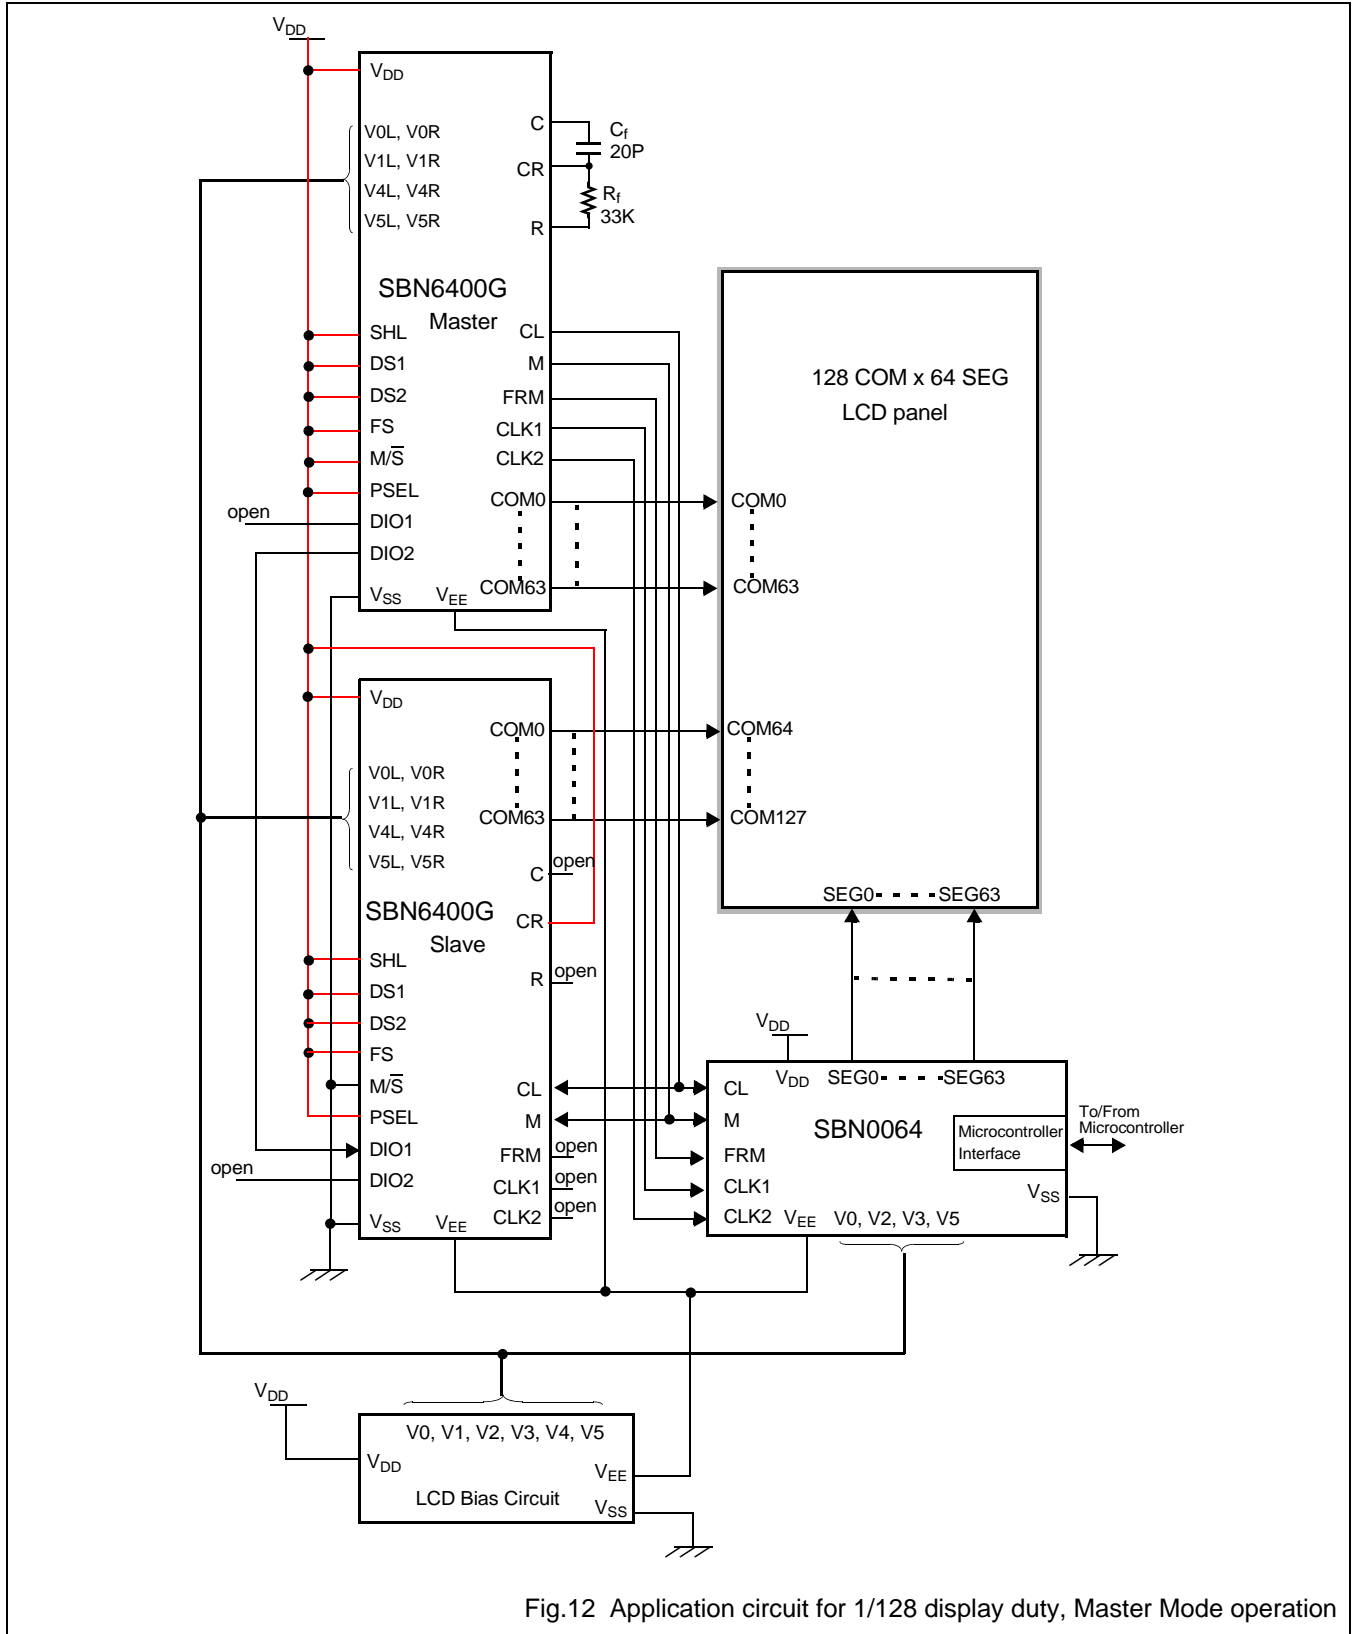 VDD
VDD
V0L, V0R
V1L, V1R
V4L, V4R
V5L, V5R
C
CR
R
Cf
20P
Rf
33K
SBN6400G
Master
SHL
DS1
DS2
FS
M/S̅
PSEL
DIO1
DIO2
VSS
VEE
CL
M
FRM
CLK1
CLK2
COM0
COM63
open
128 COM x 64 SEG
LCD panel
COM0
COM63
COM64
COM127
SEG0
SEG63
VDD
COM0
V0L, V0R
V1L, V1R
V4L, V4R
V5L, V5R
COM63
C
open
SBN6400G
Slave
CR
R
open
SHL
DS1
DS2
FS
M/S̅
PSEL
DIO1
DIO2
open
VSS
VEE
CL
M
FRM
open
CLK1
open
CLK2
open
VDD
VDD
SEG0
SEG63
CL
M
FRM
CLK1
CLK2
SBN0064
Microcontroller
Interface
To/From
Microcontroller
VSS
VEE
V0, V2, V3, V5
VDD
V0, V1, V2, V3, V4, V5
VDD
VEE
LCD Bias Circuit
VSS
Fig.12 Application circuit for 1/128 display duty, Master Mode operation